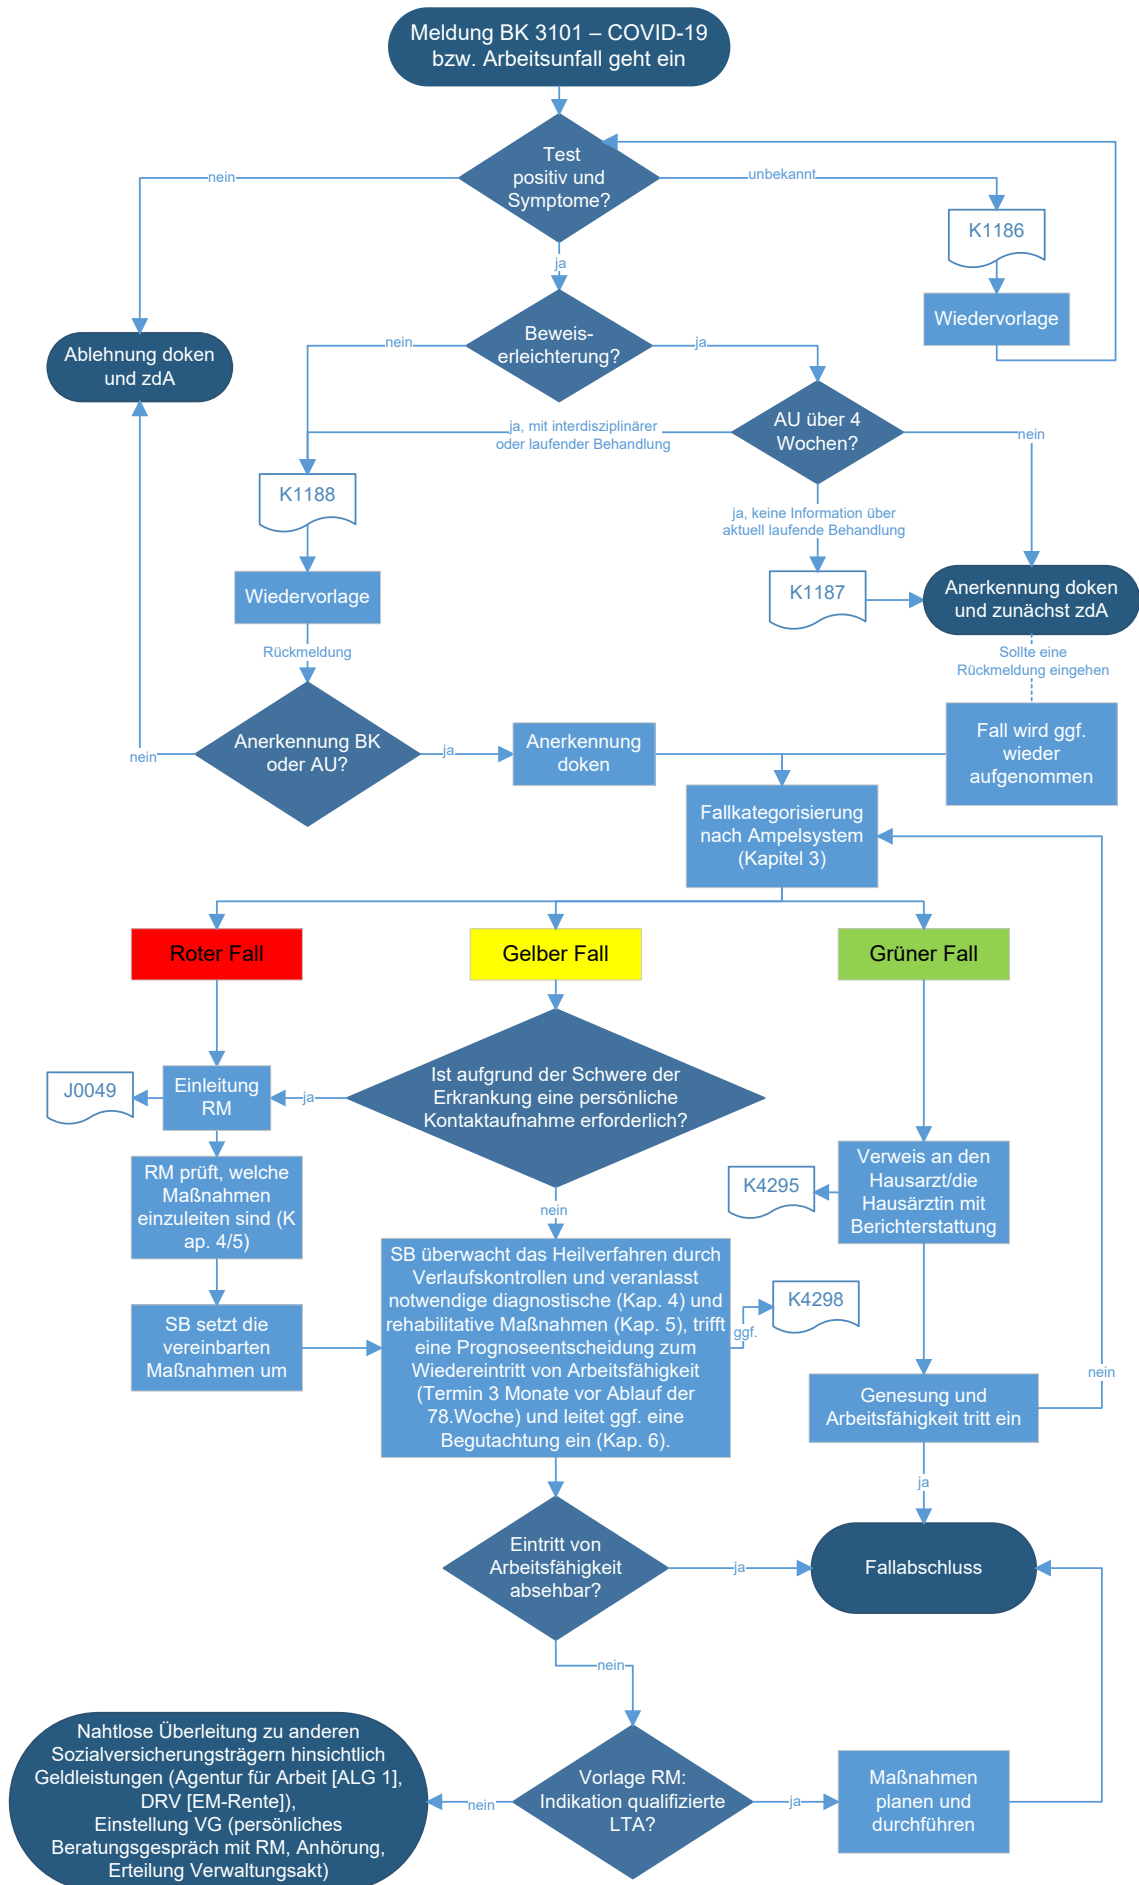 Meldung BK 3101 – COVID-19
bzw. Arbeitsunfall geht ein
Test
positiv und
Symptome?
nein
unbekannt
K1186
Wiedervorlage
ja
Beweis-
erleichterung?
nein
ja
Ablehnung doken
und zdA
AU über 4
Wochen?
ja, mit interdisziplinärer
oder laufender Behandlung
nein
K1188
ja, keine Information über
aktuell laufende Behandlung
Wiedervorlage
K1187
Anerkennung doken
und zunächst zdA
Rückmeldung
Sollte eine
Rückmeldung eingehen
Anerkennung BK
oder AU?
nein
ja
Anerkennung
doken
Fall wird ggf.
wieder
aufgenommen
Fallkategorisierung
nach Ampelsystem
(Kapitel 3)
Roter Fall
Gelber Fall
Grüner Fall
J0049
Einleitung
RM
ja
Ist aufgrund der Schwere der
Erkrankung eine persönliche
Kontaktaufnahme erforderlich?
RM prüft, welche
Maßnahmen
einzuleiten sind (K
ap. 4/5)
K4295
Verweis an den
Hausarzt/die
Hausärztin mit
Berichterstattung
nein
SB setzt die
vereinbarten
Maßnahmen um
SB überwacht das Heilverfahren durch
Verlaufskontrollen und veranlasst
notwendige diagnostische (Kap. 4) und
rehabilitative Maßnahmen (Kap. 5), trifft
eine Prognoseentscheidung zum
Wiedereintritt von Arbeitsfähigkeit
(Termin 3 Monate vor Ablauf der
78.Woche) und leitet ggf. eine
Begutachtung ein (Kap. 6).
ggf.
K4298
Genesung und
Arbeitsfähigkeit tritt ein
nein
ja
Eintritt von
Arbeitsfähigkeit
absehbar?
ja
Fallabschluss
nein
Nahtlose Überleitung zu anderen
Sozialversicherungsträgern hinsichtlich
Geldleistungen (Agentur für Arbeit [ALG 1],
DRV [EM-Rente]),
Einstellung VG (persönliches
Beratungsgespräch mit RM, Anhörung,
Erteilung Verwaltungsakt)
nein
Vorlage RM:
Indikation qualifizierte
LTA?
ja
Maßnahmen
planen und
durchführen